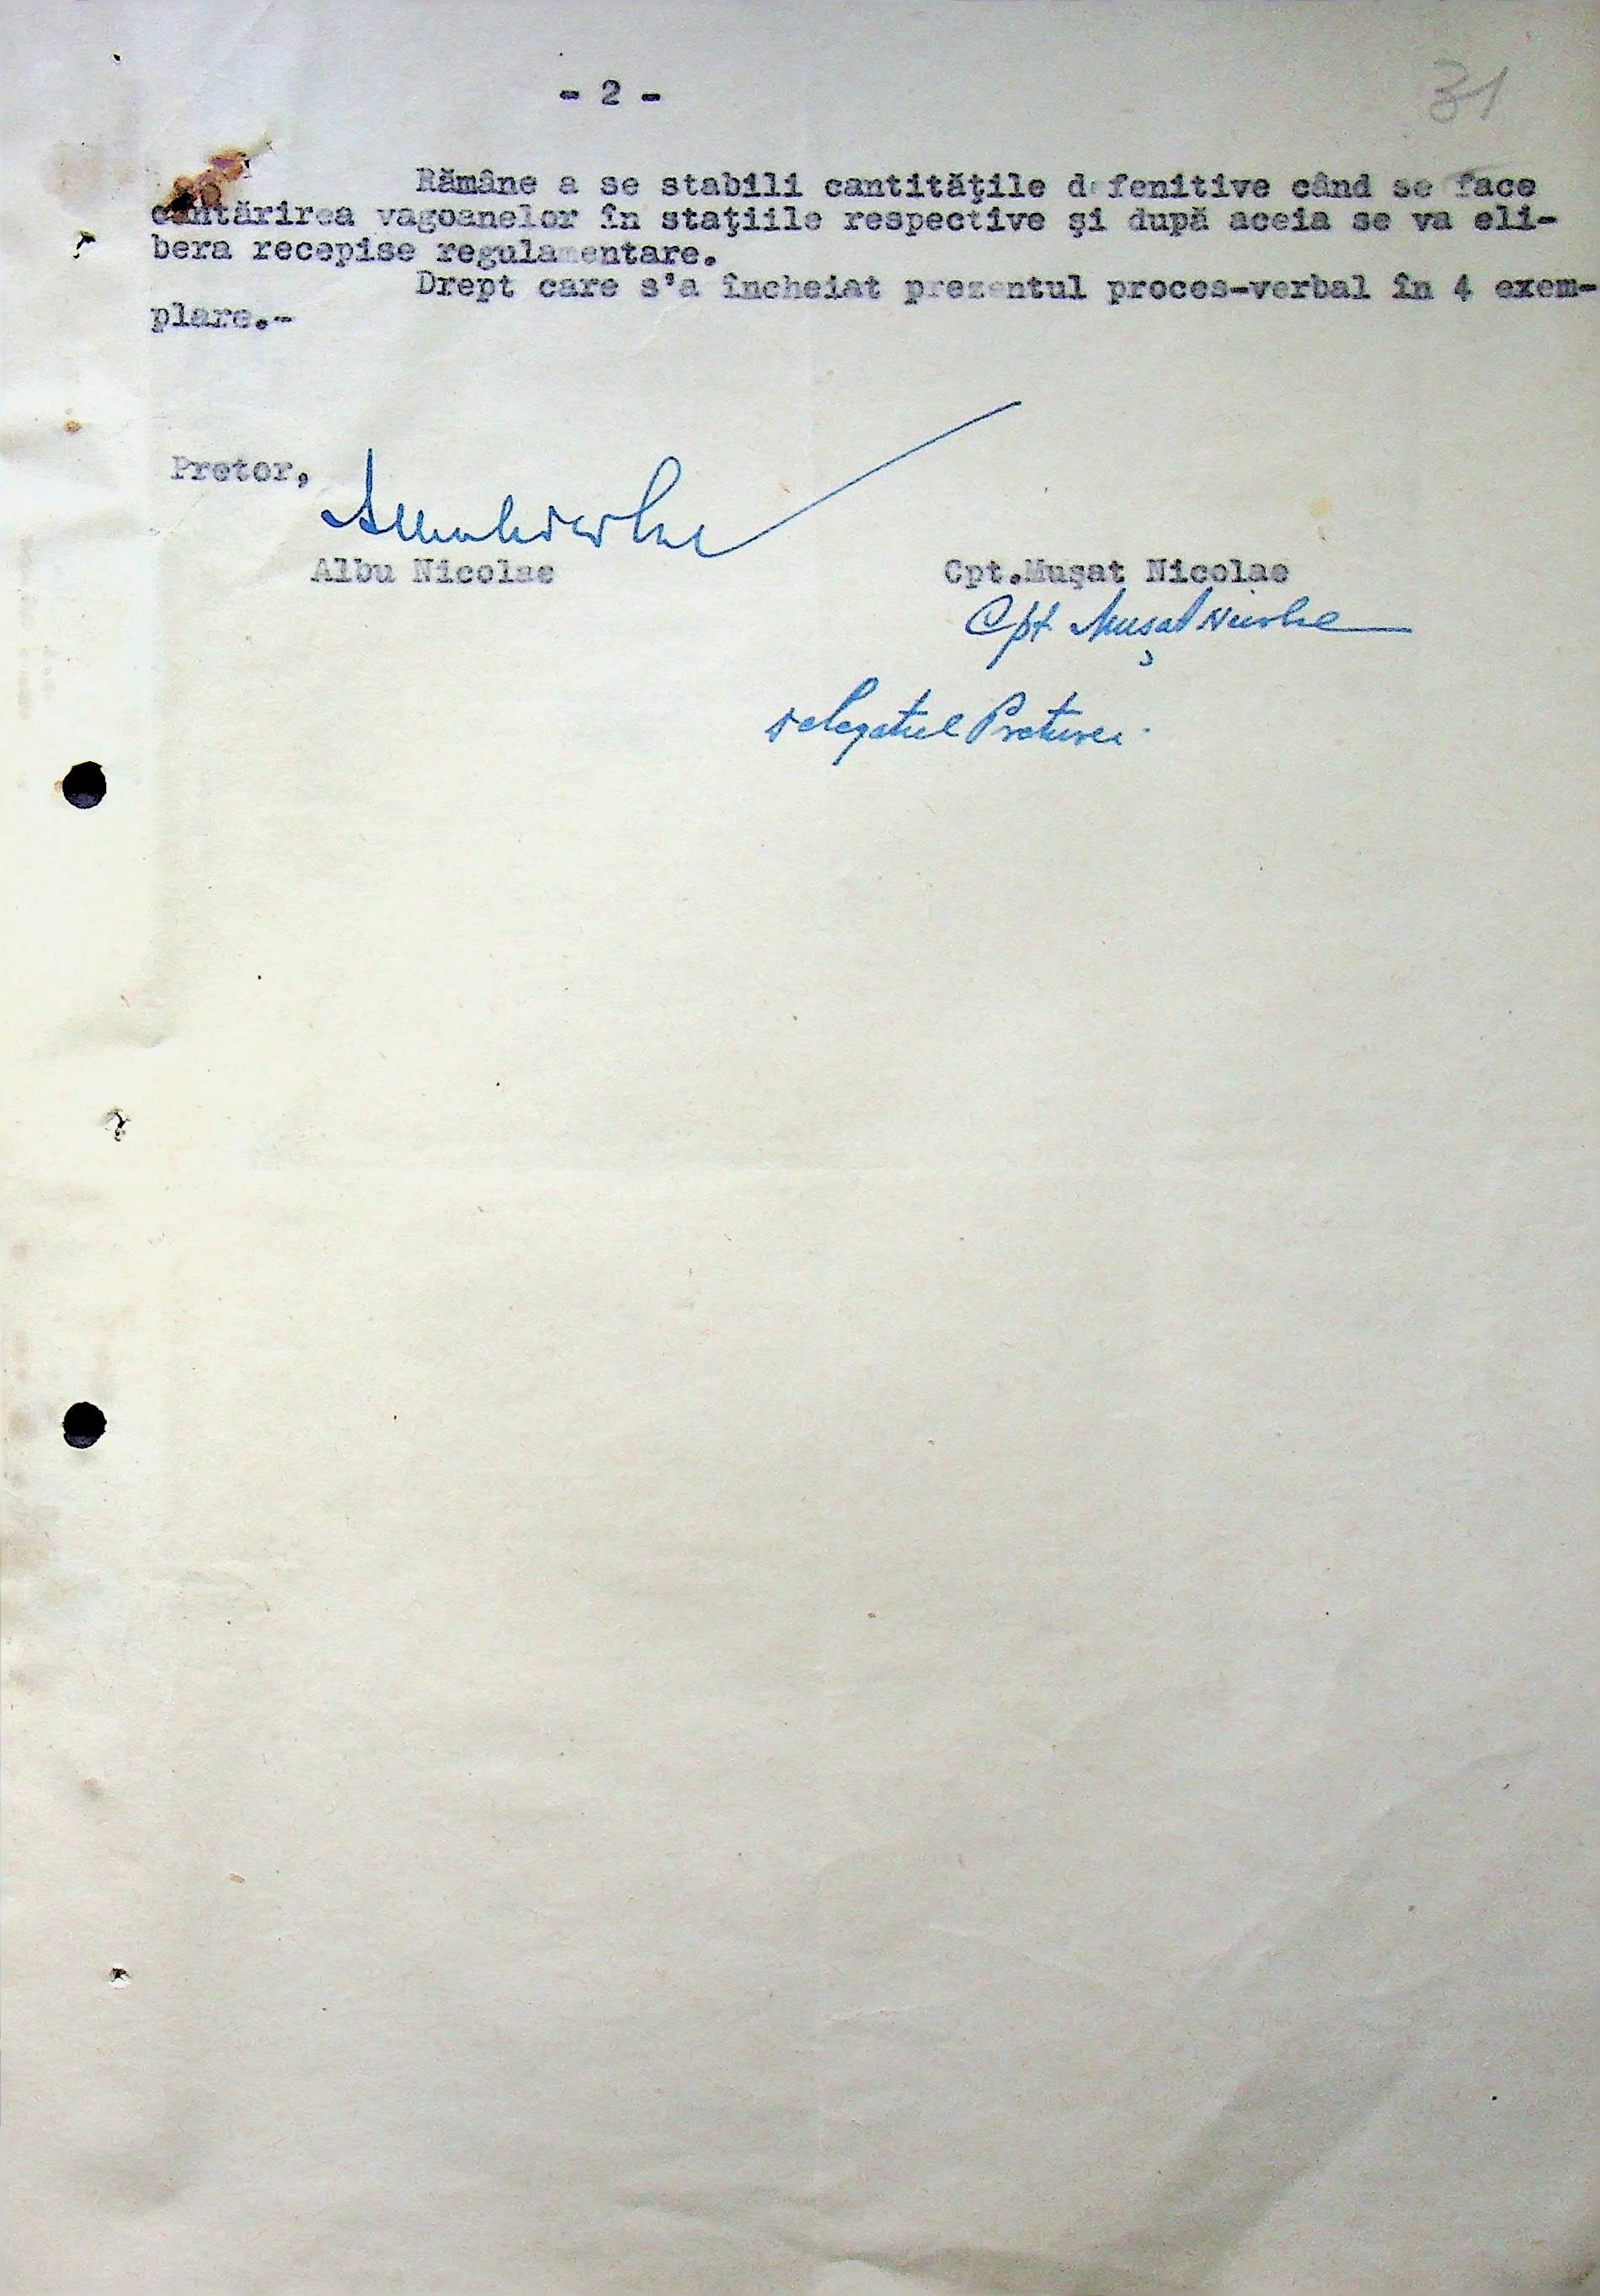 - 2 -
31
Rămâne a se stabili cantităţile defenitive când se face
cântărirea vagoanelor în staţiile respective şi după aceia se va eli-
bera recepise regulamentare.
Drept care s'a încheiat prezentul proces-verbal în 4 exem-
plare.-
Pretor,
Albu Nicolae
Cpt.Muşat Nicolae
Cpt Muşat Nicolae
Delegatul Preturei